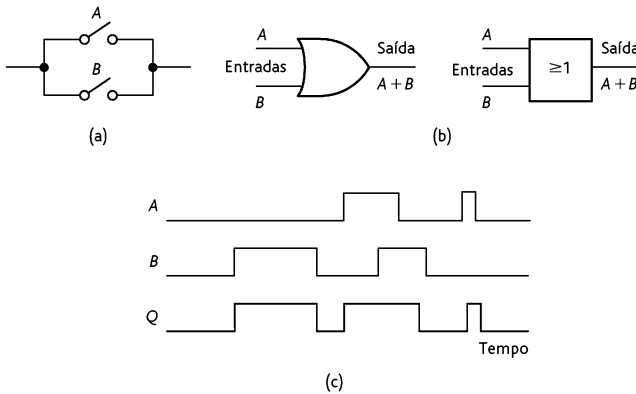 A
B
(a)
A
Entradas
B
Saída
A + B
A
Entradas
B
≥1
Saída
A + B
(b)
A
B
Q
Tempo
(c)